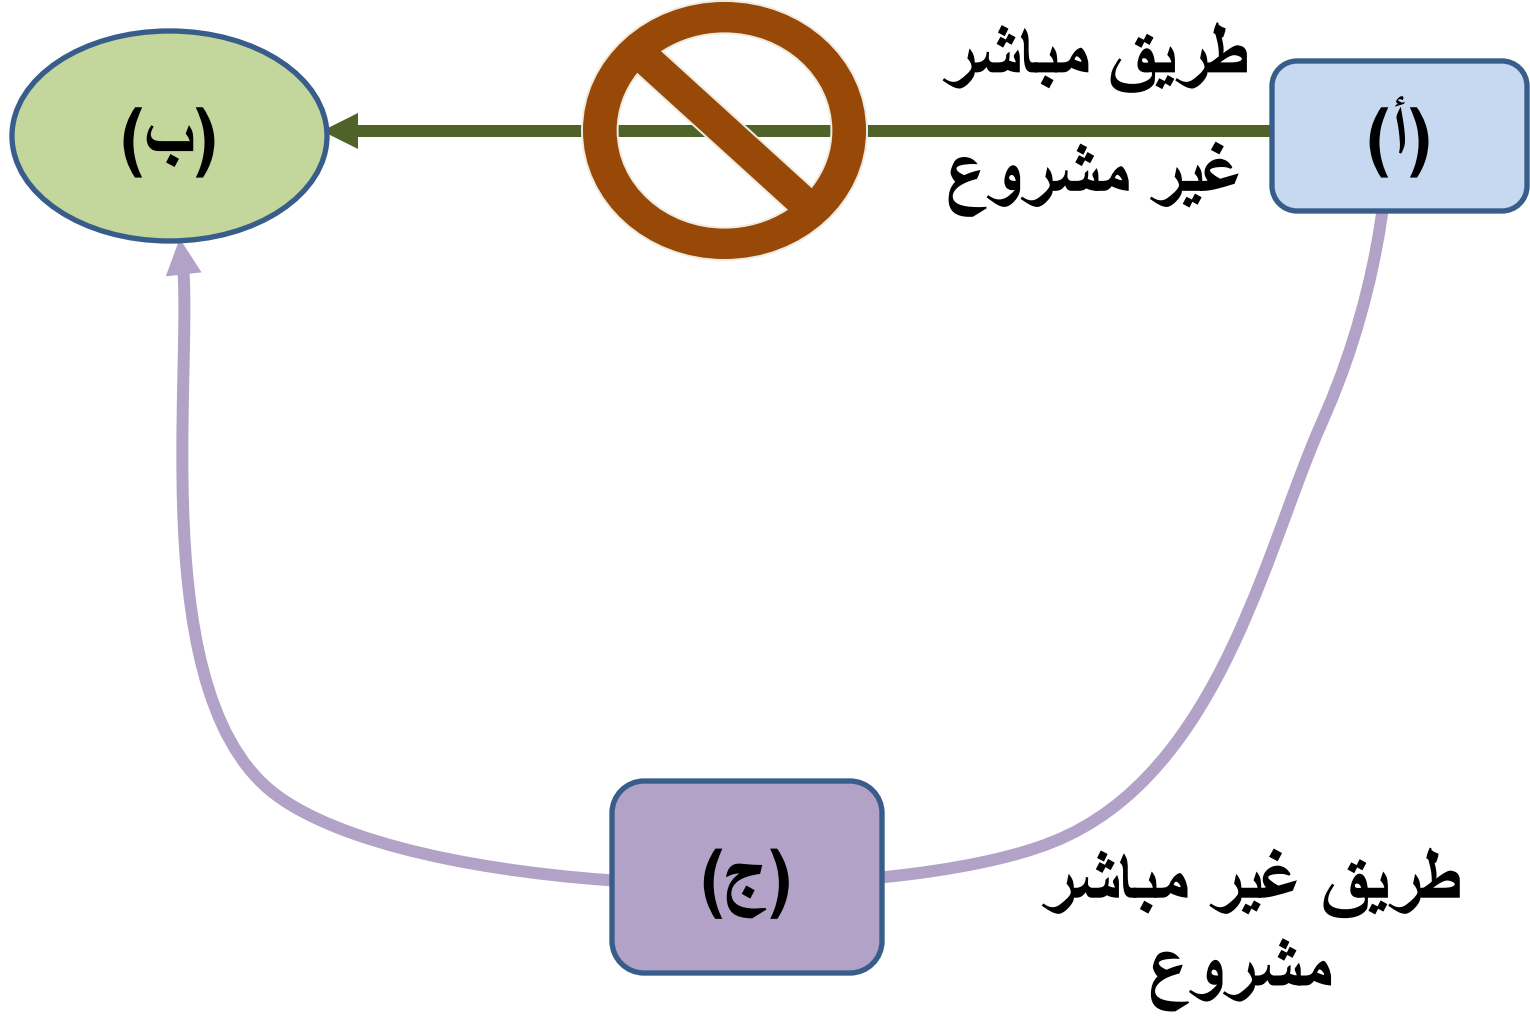 طريق مباشر
(أ)
(ب)
غير مشروع
(ج)
طريق غير مباشر
مشروع